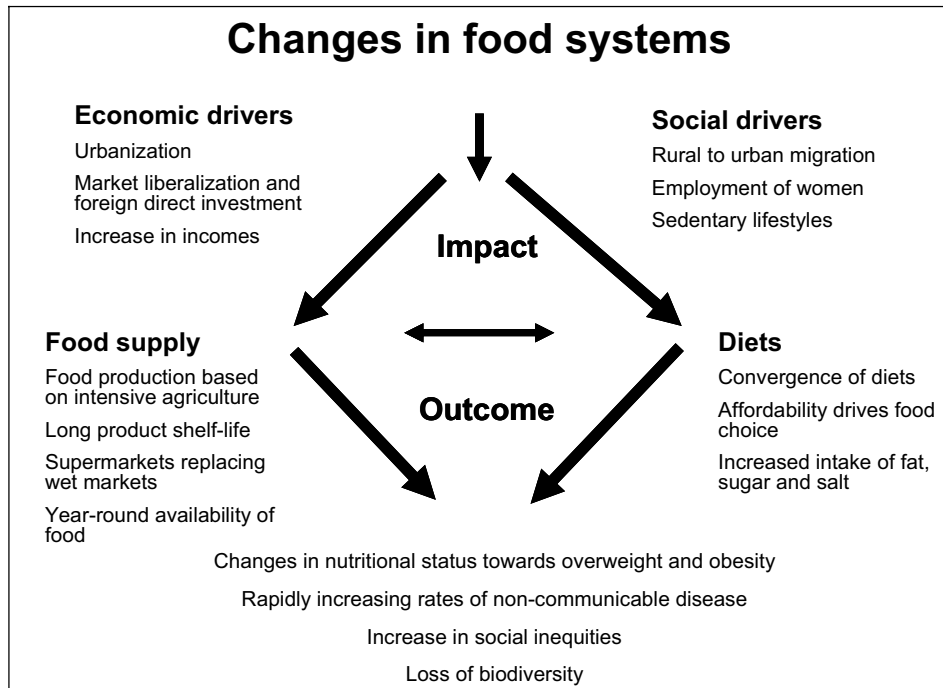 Changes in food systems
Economic drivers
Urbanization
Market liberalization and
foreign direct investment
Increase in incomes
Social drivers
Rural to urban migration
Employment of women
Sedentary lifestyles
Impact
Food supply
Food production based
on intensive agriculture
Long product shelf-life
Supermarkets replacing
wet markets
Year-round availability of
food
Diets
Convergence of diets
Affordability drives food
choice
Increased intake of fat,
sugar and salt
Outcome
Changes in nutritional status towards overweight and obesity
Rapidly increasing rates of non-communicable disease
Increase in social inequities
Loss of biodiversity